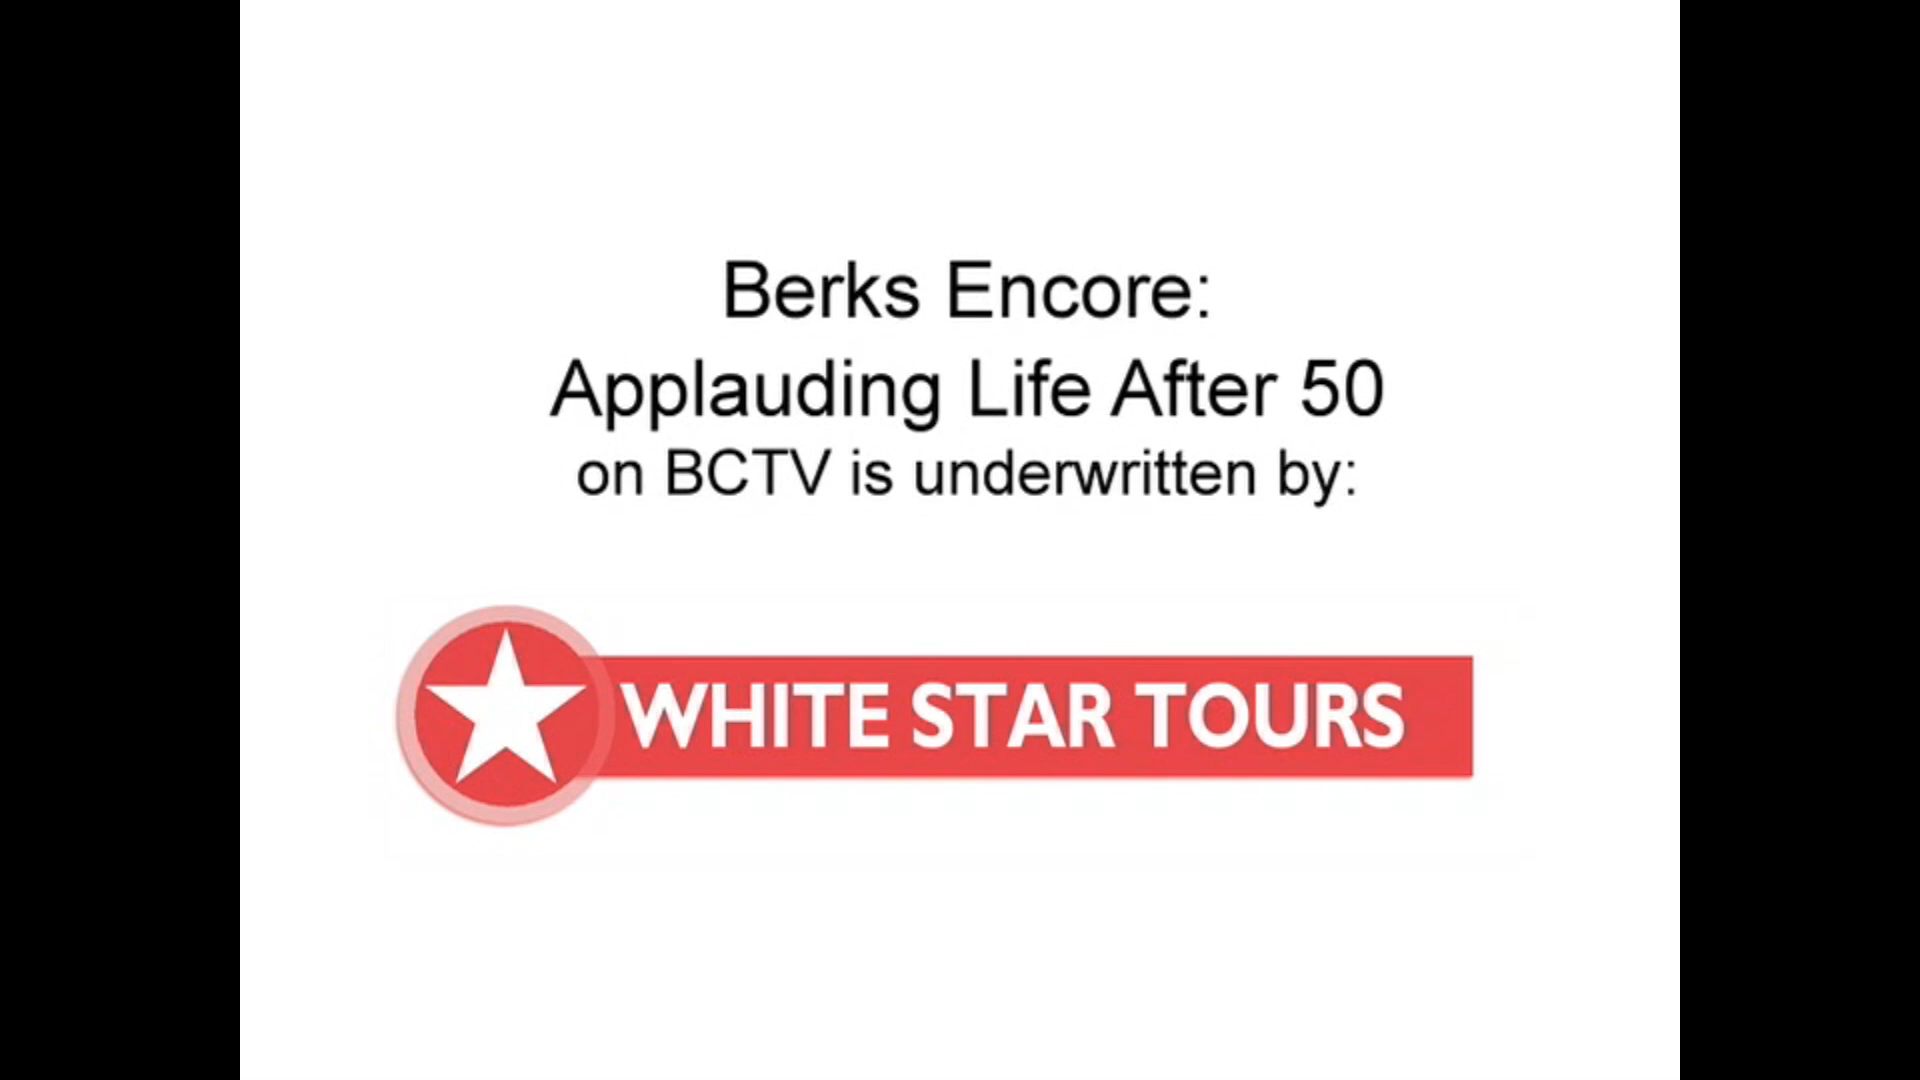 Berks Encore:
Applauding Life After 50
on BCTV is underwritten by:
WHITE STAR TOURS